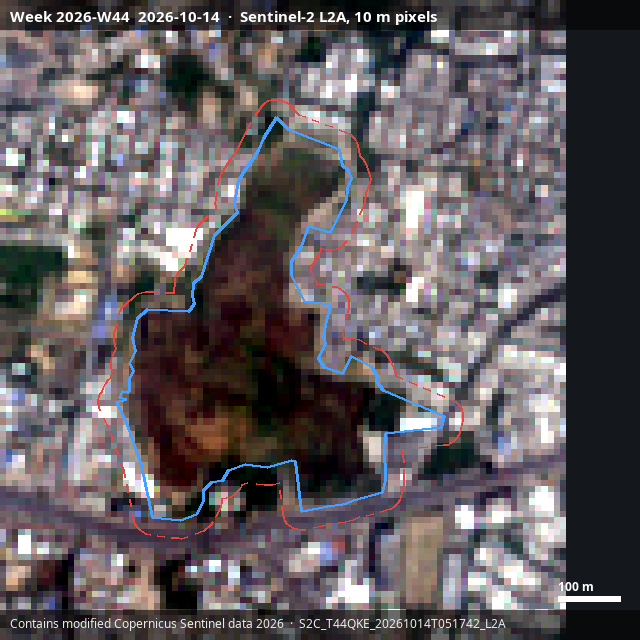 Week 2026-W44  2026-10-14  ·  Sentinel-2 L2A, 10 m pixels
100 m
Contains modified Copernicus Sentinel data 2026  ·  S2C_T44QKE_20261014T051742_L2A